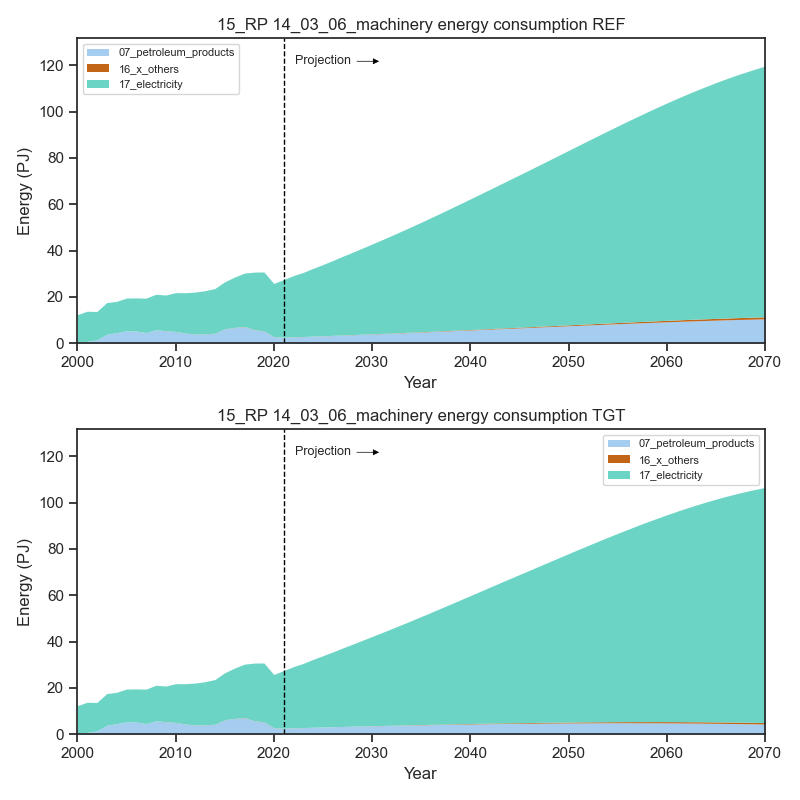 15_RP 14_03_06_machinery energy consumption REF
07_petroleum_products
16_x_others
17_electricity
Projection
120
100
80
60
40
20
0
Energy (PJ)
2000 2010 2020 2030 2040 2050 2060 2070
Year
15_RP 14_03_06_machinery energy consumption TGT
Projection
07_petroleum_products
16_x_others
17_electricity
120
100
80
60
40
20
0
Energy (PJ)
2000 2010 2020 2030 2040 2050 2060 2070
Year